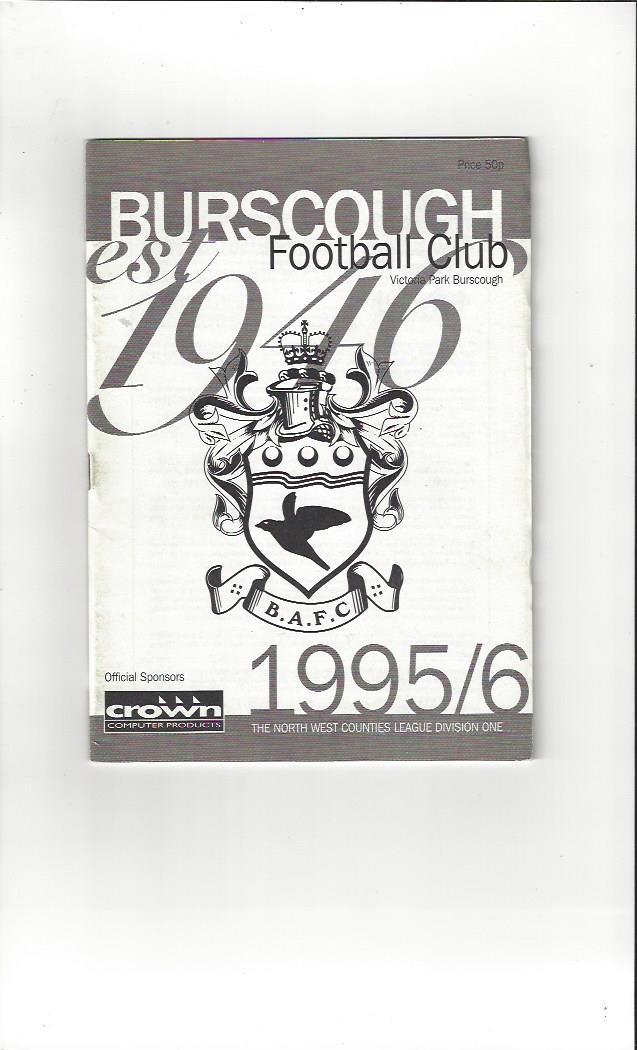 Price 50p
BURSCOUGH
Football Club
est
1946
Victoria Park Burscough
B.A.F.C
Official Sponsors
crown
COMPUTER PRODUCTS
1995/6
THE NORTH WEST COUNTIES LEAGUE DIVISION ONE